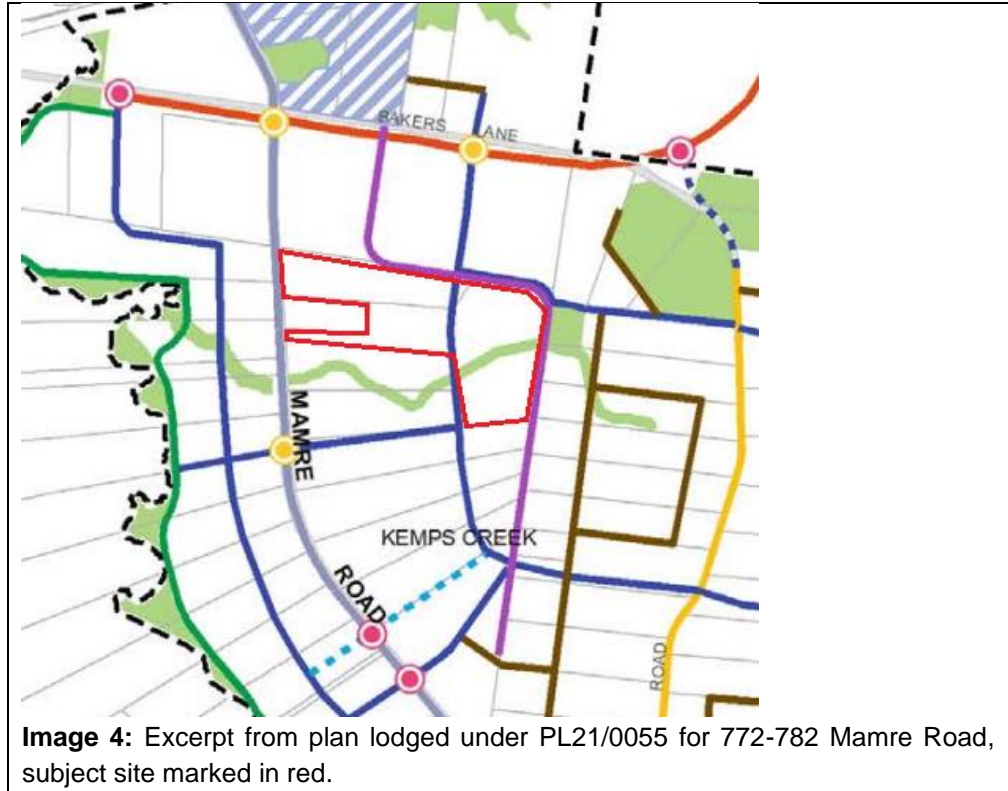 BAKERS LANE
MAMRE
ROAD
KEMPS CREEK
ROAD
Image 4: Excerpt from plan lodged under PL21/0055 for 772-782 Mamre Road,
subject site marked in red.